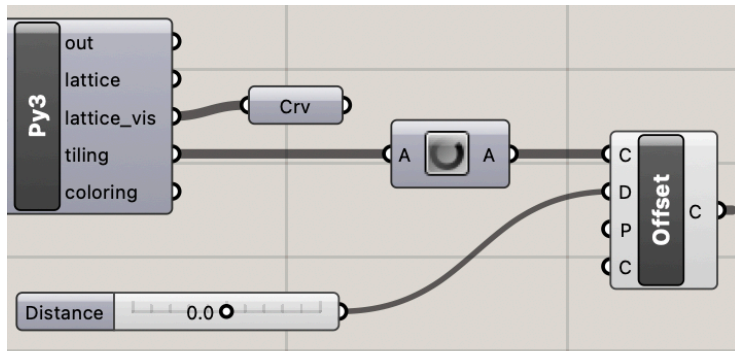 Py3
out
lattice
lattice_vis
tiling
coloring
Crv
A
A
C
D
P
C
Offset
C
Distance
0.0